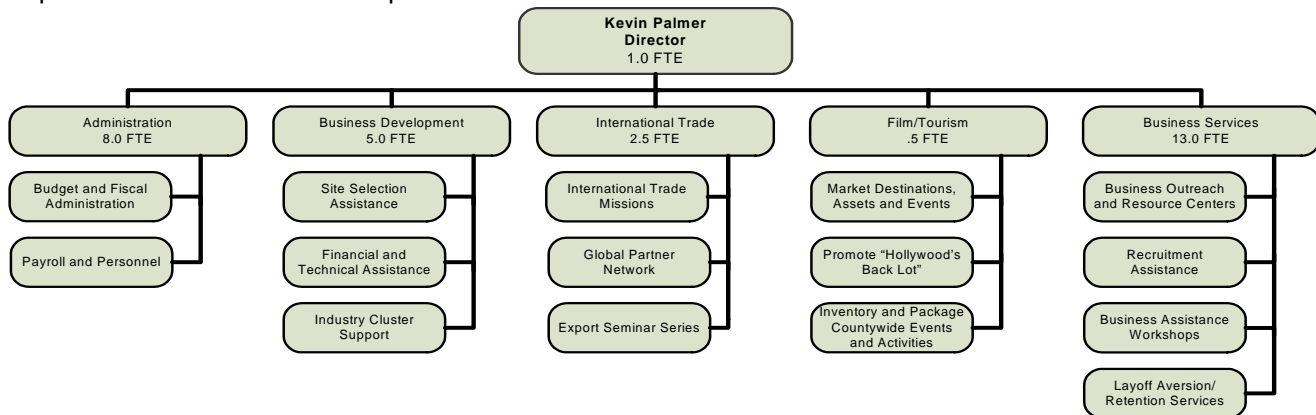 Kevin Palmer
Director
1.0 FTE
Administration
8.0 FTE
Business Development
5.0 FTE
International Trade
2.5 FTE
Film/Tourism
.5 FTE
Business Services
13.0 FTE
Budget and Fiscal
Administration
Payroll and Personnel
Site Selection
Assistance
Financial and
Technical Assistance
Industry Cluster
Support
International Trade
Missions
Global Partner
Network
Export Seminar Series
Market Destinations,
Assets and Events
Promote “Hollywood’s
Back Lot”
Inventory and Package
Countywide Events
and Activities
Business Outreach
and Resource Centers
Recruitment
Assistance
Business Assistance
Workshops
Layoff Aversion/
Retention Services